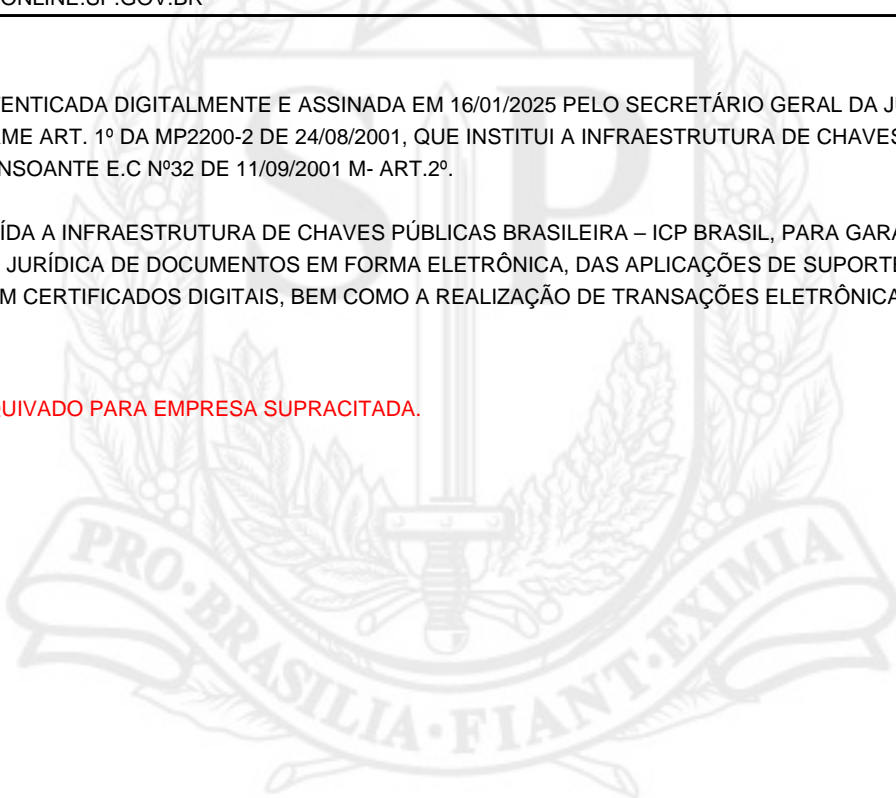 ONLINE.SP.GOV.BR
ENTICADA DIGITALMENTE E ASSINADA EM 16/01/2025 PELO SECRETÁRIO GERAL DA J
ME ART. 1º DA MP2200-2 DE 24/08/2001, QUE INSTITUI A INFRAESTRUTURA DE CHAVES
NSOANTE E.C Nº32 DE 11/09/2001 M- ART.2º.
ÍDA A INFRAESTRUTURA DE CHAVES PÚBLICAS BRASILEIRA – ICP BRASIL, PARA GARA
JURÍDICA DE DOCUMENTOS EM FORMA ELETRÔNICA, DAS APLICAÇÕES DE SUPORTE
M CERTIFICADOS DIGITAIS, BEM COMO A REALIZAÇÃO DE TRANSAÇÕES ELETRÔNICA
UIVADO PARA EMPRESA SUPRACITADA.
SP
PRO·BRASILIA·FIANT·EXIMIA